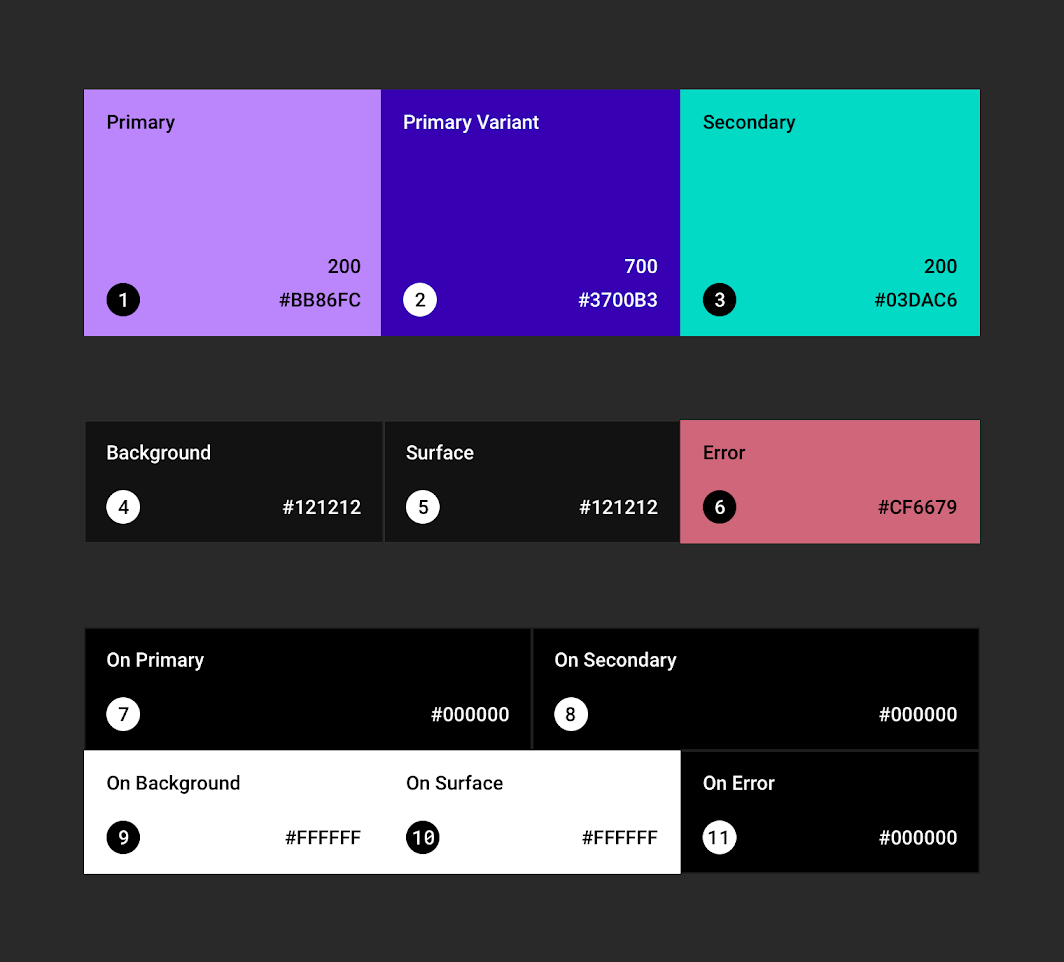 Primary
200
1
#BB86FC
Primary Variant
700
2
#3700B3
Secondary
200
3
#03DAC6
Background
4
#121212
Surface
5
#121212
Error
6
#CF6679
On Primary
7
#000000
On Secondary
8
#000000
On Background
9
#FFFFFF
On Surface
10
#FFFFFF
On Error
11
#000000